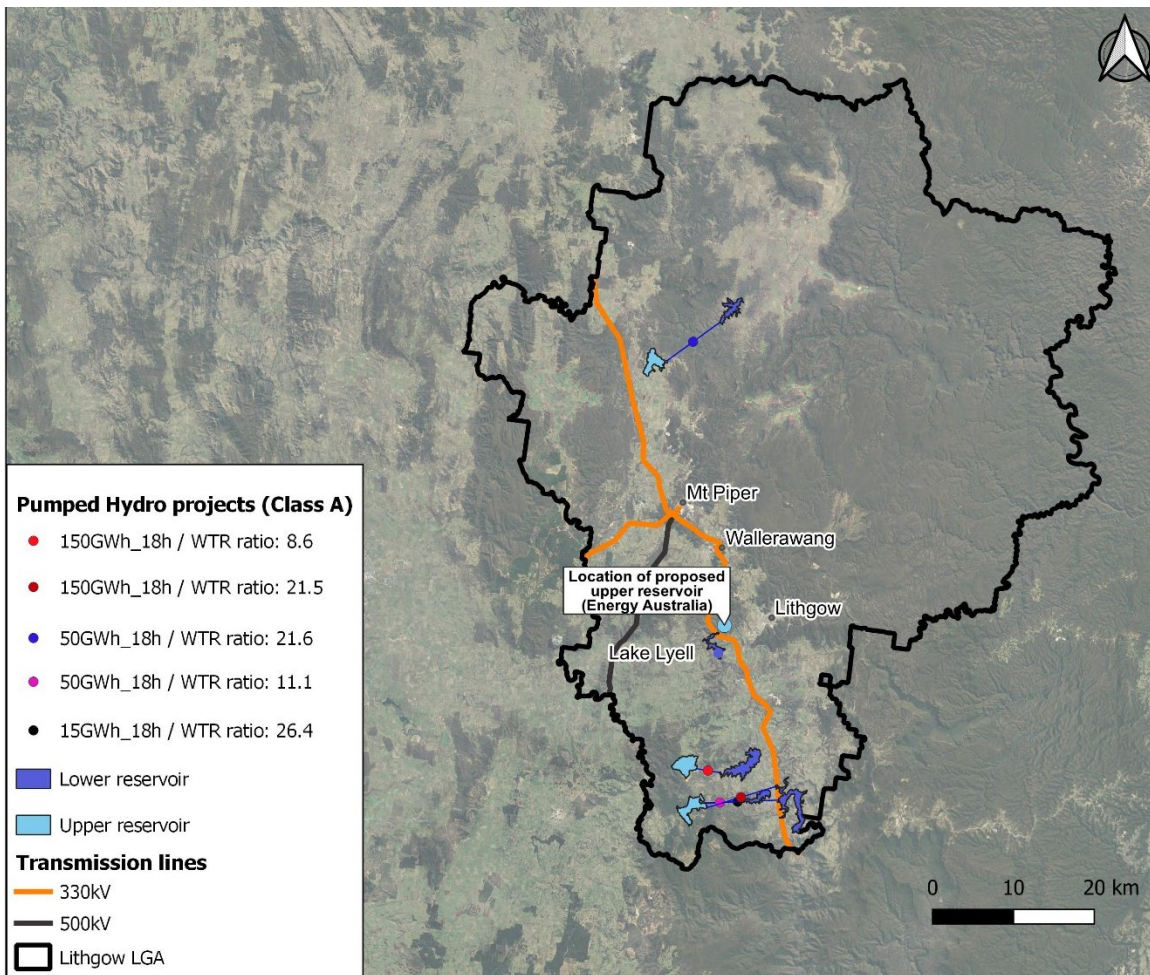 Mt Piper
Wallerawang
Location of proposed
upper reservoir
(Energy Australia)
Lithgow
Lake Lyell
Pumped Hydro projects (Class A)
150GWh_18h / WTR ratio: 8.6
150GWh_18h / WTR ratio: 21.5
50GWh_18h / WTR ratio: 21.6
50GWh_18h / WTR ratio: 11.1
15GWh_18h / WTR ratio: 26.4
Lower reservoir
Upper reservoir
Transmission lines
330kV
500kV
Lithgow LGA
0 10 20 km